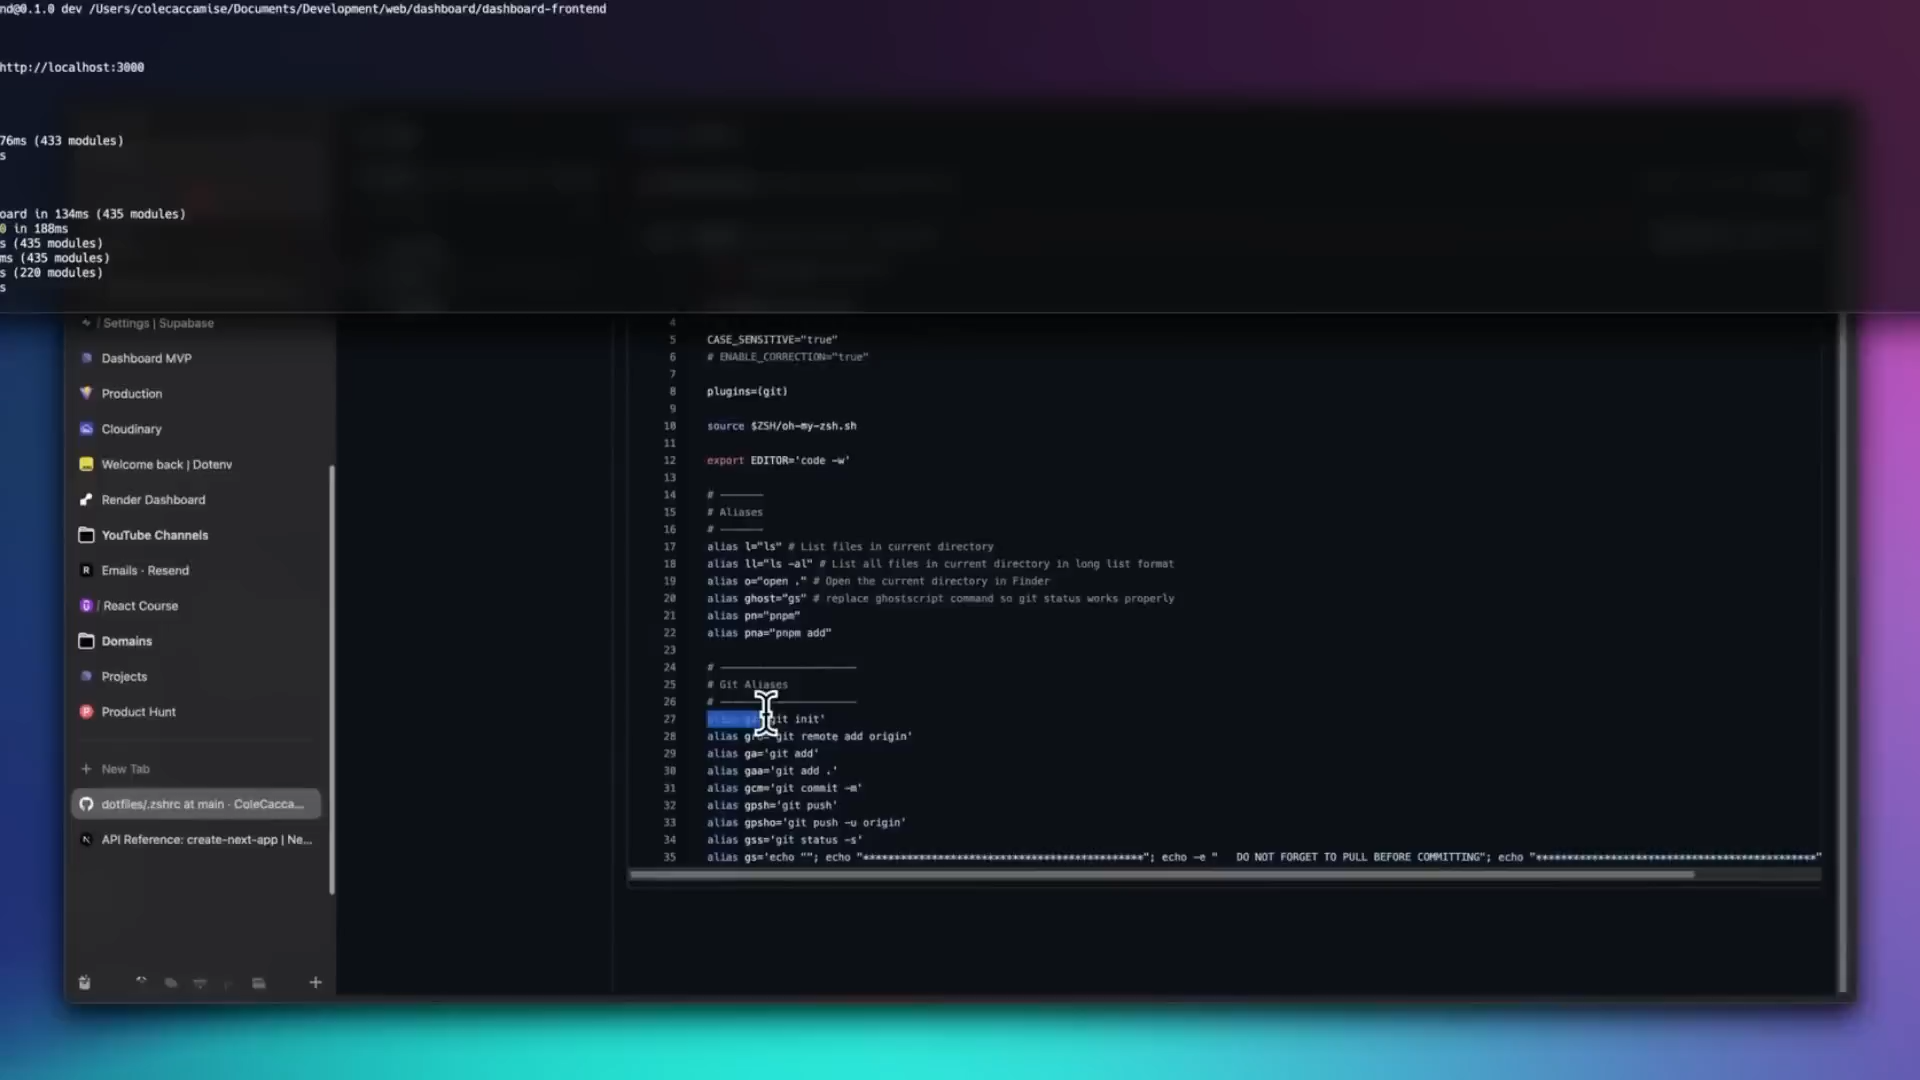 nd@0.1.0 dev /Users/colecaccamise/Documents/Development/web/dashboard/dashboard-frontend
http://localhost:3000
76ms (433 modules)
s
oard in 134ms (435 modules)
0 in 188ms
s (435 modules)
ms (435 modules)
s (220 modules)
s
/ Settings | Supabase
Dashboard MVP
Production
Cloudinary
Welcome back | Dotenv
Render Dashboard
YouTube Channels
Emails · Resend
/ React Course
Domains
Projects
Product Hunt
+ New Tab
dotfiles/.zshrc at main · ColeCacca...
API Reference: create-next-app | Ne...
4
5 CASE_SENSITIVE="true"
6 # ENABLE_CORRECTION="true"
7
8 plugins=(git)
9
10 source $ZSH/oh-my-zsh.sh
11
12 export EDITOR='code -w'
13
14 # ———————
15 # Aliases
16 # ———————
17 alias l="ls" # List files in current directory
18 alias ll="ls -al" # List all files in current directory in long list format
19 alias o="open ." # Open the current directory in Finder
20 alias ghost="gs" # replace ghostscript command so git status works properly
21 alias pn="pnpm"
22 alias pna="pnpm add"
23
24 # ——————————————————————
25 # Git Aliases
26 # ——————————————————————
27 git init'
28 alias git remote add origin'
29 alias ga='git add'
30 alias gaa='git add .'
31 alias gcm='git commit -m'
32 alias gpsh='git push'
33 alias gpsho='git push -u origin'
34 alias gss='git status -s'
35 alias gs='echo ""; echo "*********************************************"; echo -e " DO NOT FORGET TO PULL BEFORE COMMITTING"; echo "*********************************************"